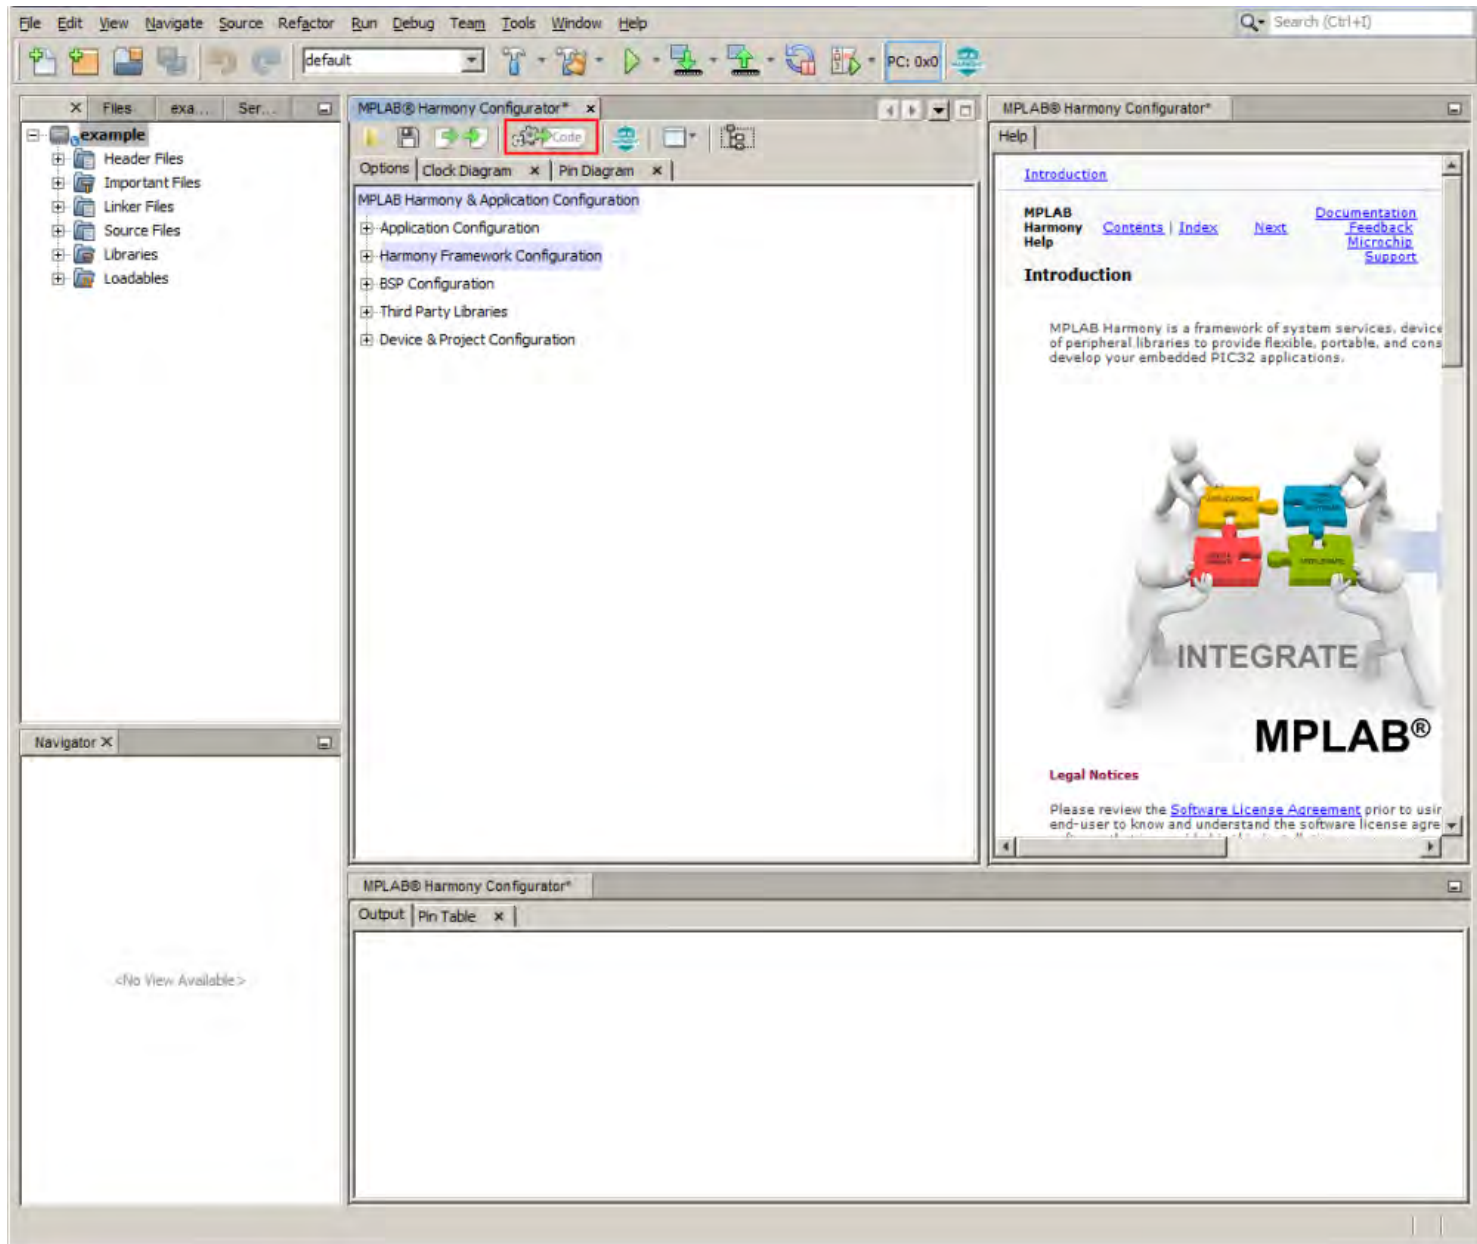 File Edit View Navigate Source Refactor Run Debug Team Tools Window Help
Search (Ctrl+I)
default
PC: 0x0
Files exa... Ser...
example
Header Files
Important Files
Linker Files
Source Files
Libraries
Loadables
MPLAB® Harmony Configurator*
Code
Options Clock Diagram Pin Diagram
MPLAB Harmony & Application Configuration
Application Configuration
Harmony Framework Configuration
BSP Configuration
Third Party Libraries
Device & Project Configuration
MPLAB® Harmony Configurator*
Help
Introduction
MPLAB Harmony Help
Contents | Index Next
Documentation Feedback
Microchip Support
Introduction
MPLAB Harmony is a framework of system services, device
of peripheral libraries to provide flexible, portable, and cons
develop your embedded PIC32 applications.
INTEGRATE
MPLAB®
Legal Notices
Please review the Software License Agreement prior to usin
end-user to know and understand the software license agre
Navigator
<No View Available>
MPLAB® Harmony Configurator*
Output Pin Table